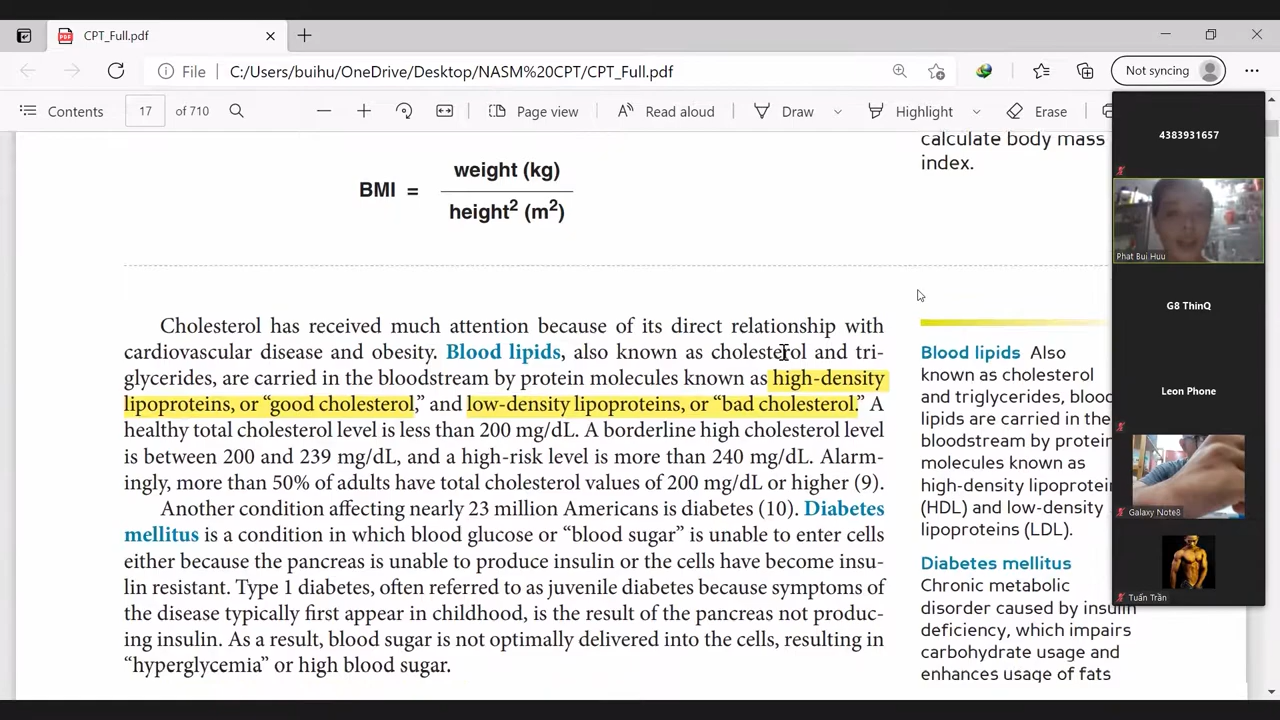 CPT_Full.pdf
File C:/Users/buihu/OneDrive/Desktop/NASM%20CPT/CPT_Full.pdf
Not syncing
Contents 17 of 710 Page view Read aloud Draw Highlight Erase
calculate body mass
index.
BMI = weight (kg)
height² (m²)
Cholesterol has received much attention because of its direct relationship with
cardiovascular disease and obesity. Blood lipids, also known as cholesterol and tri-
glycerides, are carried in the bloodstream by protein molecules known as high-density
lipoproteins, or “good cholesterol,” and low-density lipoproteins, or “bad cholesterol.” A
healthy total cholesterol level is less than 200 mg/dL. A borderline high cholesterol level
is between 200 and 239 mg/dL, and a high-risk level is more than 240 mg/dL. Alarm-
ingly, more than 50% of adults have total cholesterol values of 200 mg/dL or higher (9).
Another condition affecting nearly 23 million Americans is diabetes (10). Diabetes
mellitus is a condition in which blood glucose or “blood sugar” is unable to enter cells
either because the pancreas is unable to produce insulin or the cells have become insu-
lin resistant. Type 1 diabetes, often referred to as juvenile diabetes because symptoms of
the disease typically first appear in childhood, is the result of the pancreas not produc-
ing insulin. As a result, blood sugar is not optimally delivered into the cells, resulting in
“hyperglycemia” or high blood sugar.
Blood lipids Also
known as cholesterol
and triglycerides, blood
lipids are carried in the
bloodstream by protein
molecules known as
high-density lipoprotein
(HDL) and low-density
lipoproteins (LDL).
Diabetes mellitus
Chronic metabolic
disorder caused by insulin
deficiency, which impairs
carbohydrate usage and
enhances usage of fats
4383931657
Phat Bui Huu
G8 ThinQ
Leon Phone
Galaxy Note8
Tuấn Trần